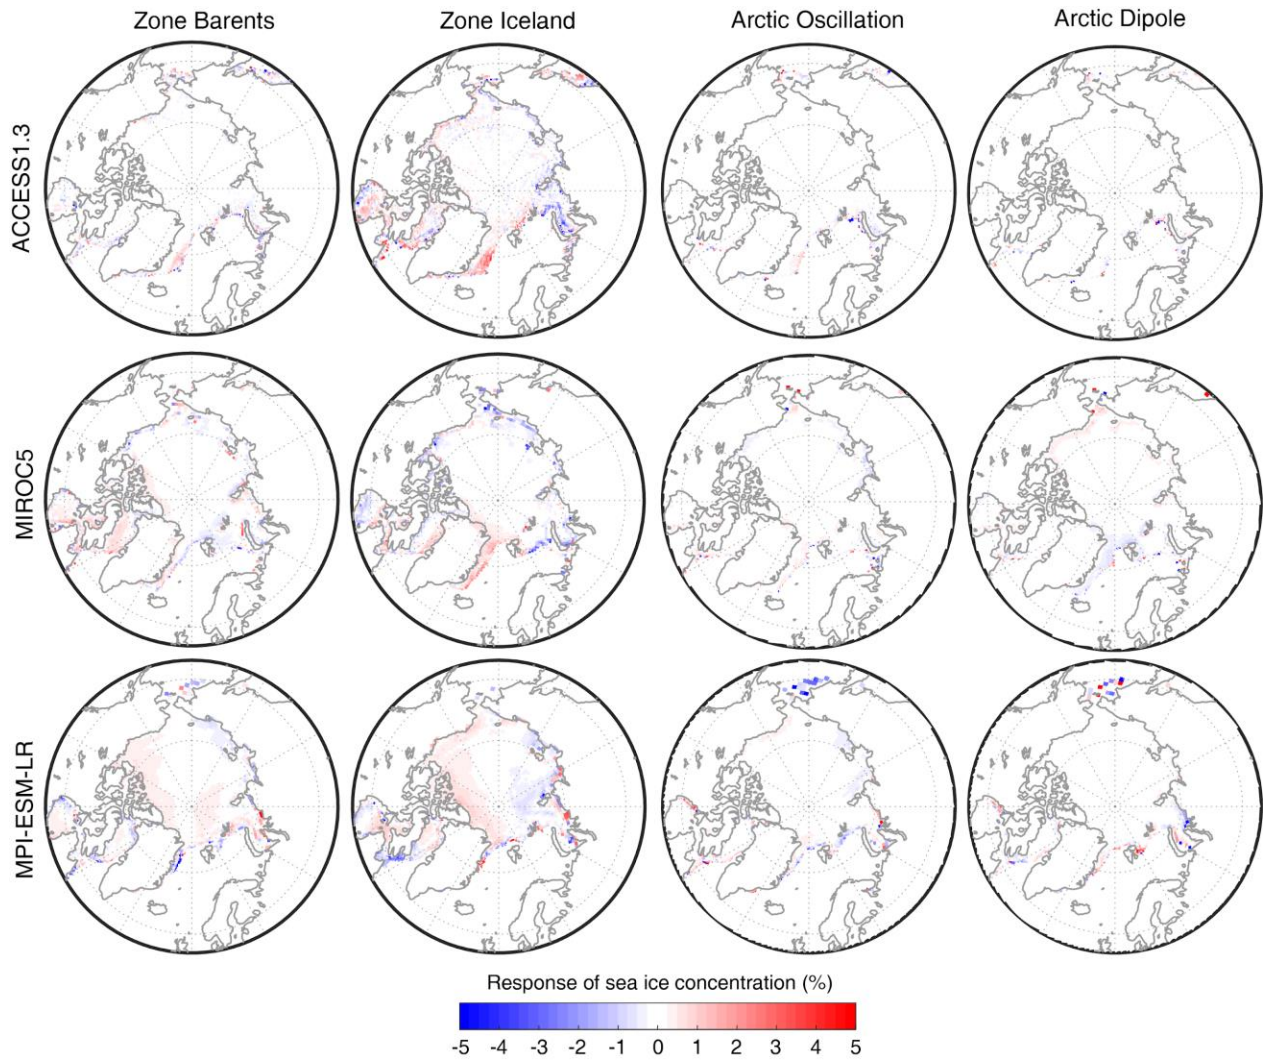 Zone Barents Zone Iceland Arctic Oscillation Arctic Dipole
ACCESS1.3
MIROC5
MPI-ESM-LR
Response of sea ice concentration (%)
-5 -4 -3 -2 -1 0 1 2 3 4 5